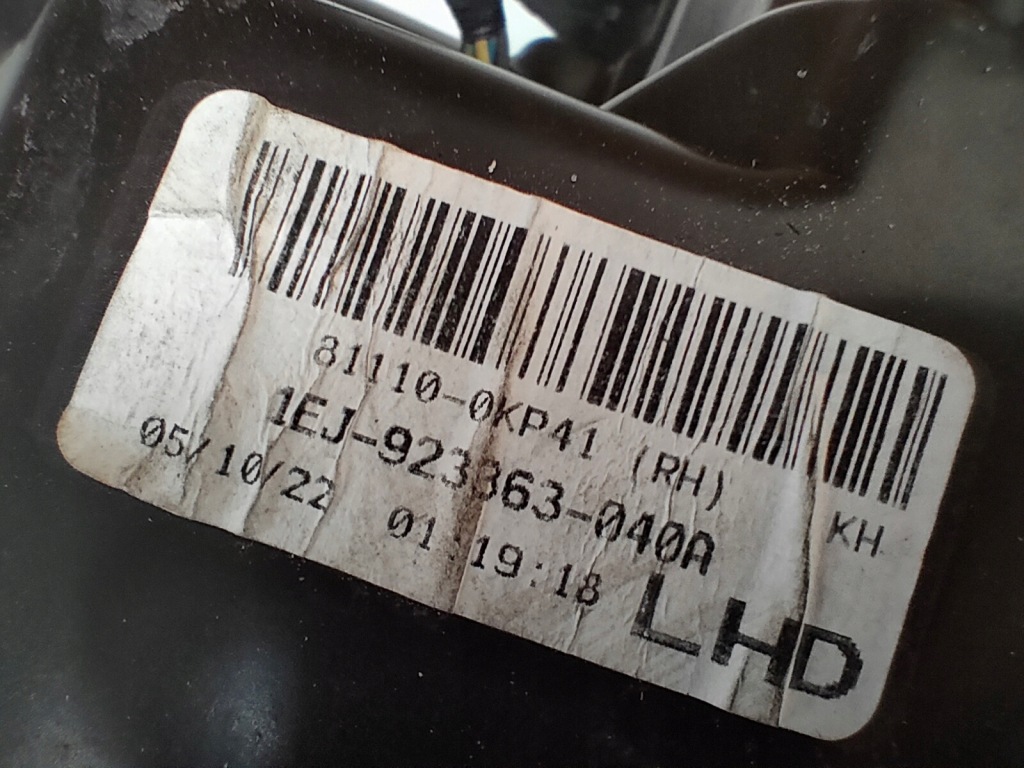 81110-0KP41 (RH) KH
1EJ-923363-040A
05/10/22 01:19:18
LHD